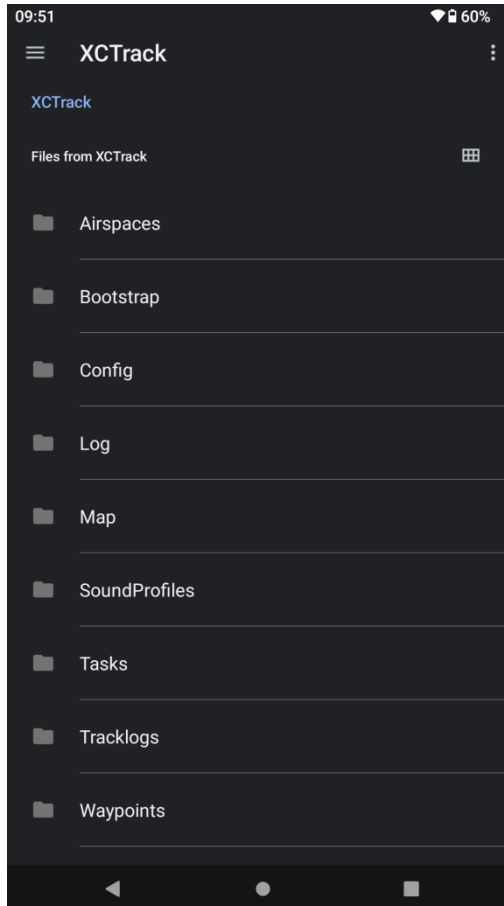 09:51 60%
XCTrack
XCTrack
Files from XCTrack
Airspaces
Bootstrap
Config
Log
Map
SoundProfiles
Tasks
Tracklogs
Waypoints